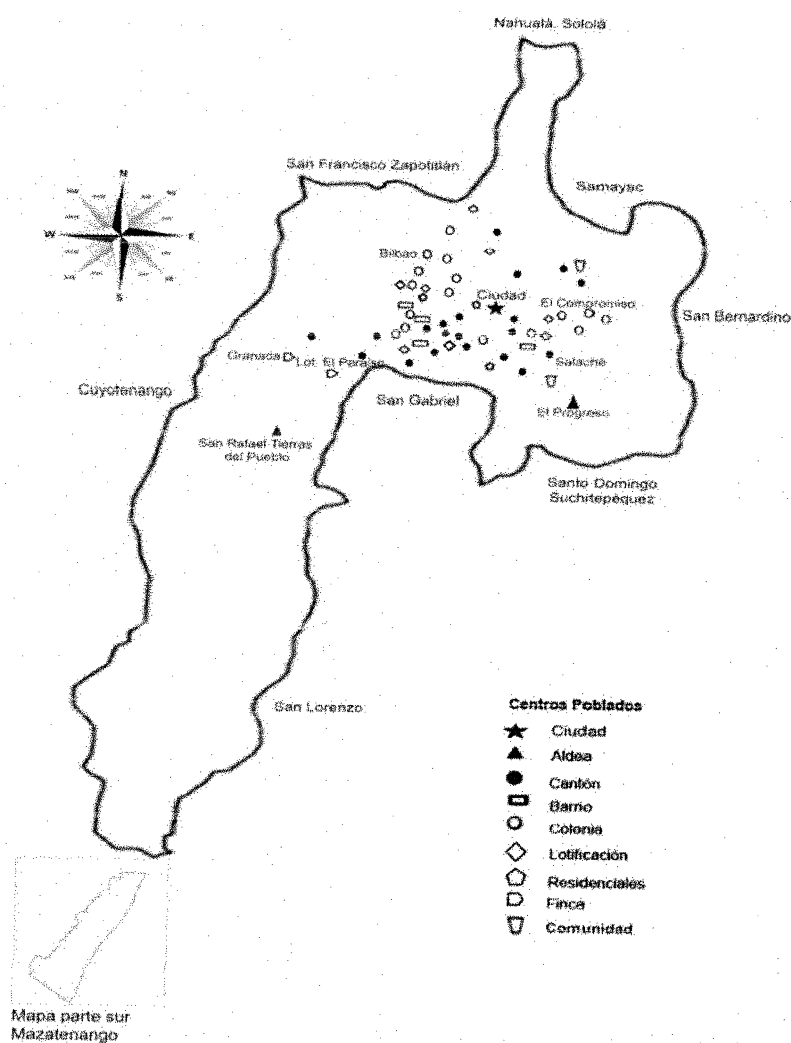 Nahualá, Sololá
San Francisco Zapotitlán
Samayac
N
W
E
S
Bilbao
Ciudad
El Compromiso
San Bernardino
Granada
Lot. El Paraíso
Salache
Cuyotenango
San Gabriel
El Progreso
San Rafael Tierras
del Pueblo
Santo Domingo
Suchitepéquez
San Lorenzo
Centros Poblados
Ciudad
Aldea
Cantón
Barrio
Colonia
Lotificación
Residenciales
Finca
Comunidad
Mapa parte sur
Mazatenango